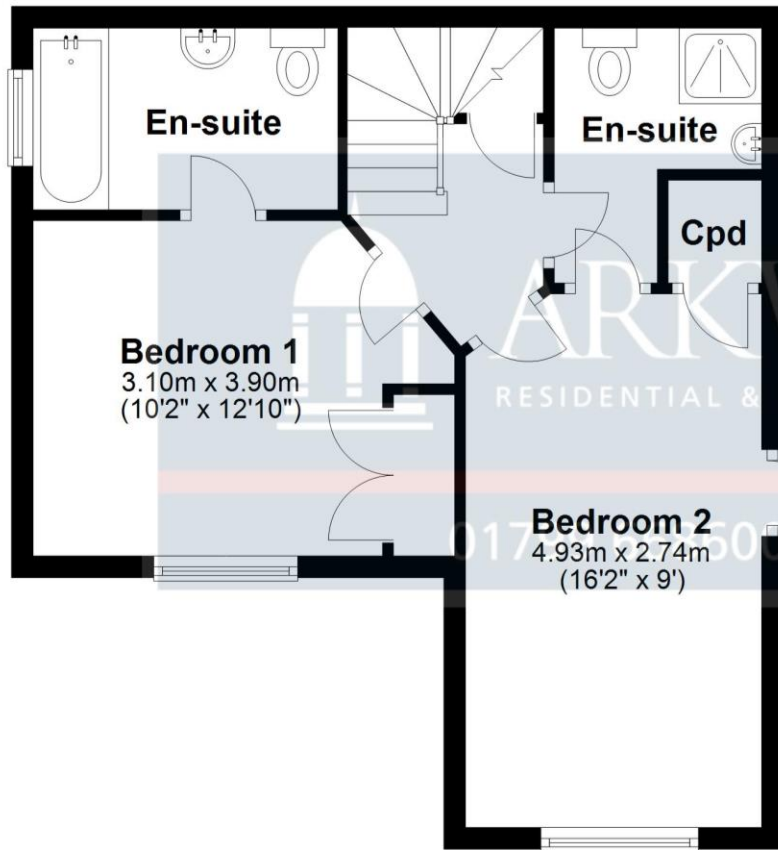 En-suite
En-suite
Cpd
ARK
RESIDENTIAL &
Bedroom 1
3.10m x 3.90m
(10'2" x 12'10")
Bedroom 2
4.93m x 2.74m
(16'2" x 9')